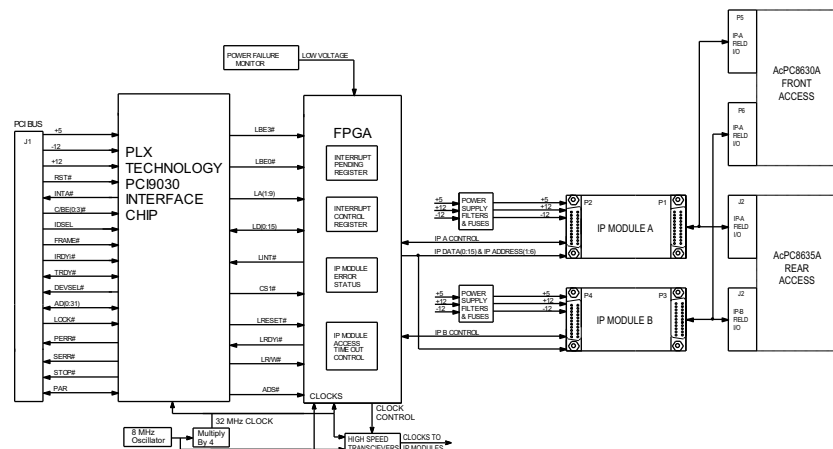 PCI BUS
J1
+5
-12
+12
RST#
INTA#
C/BE(0:3)#
IDSEL
FRAME#
IRDY/#
TRDY#
DEVSEL#
AD(0:31)
LOCK#
PERR#
SERR#
STOP#
PAR
PLX
TECHNOLOGY
PCI9030
INTERFACE
CHIP
8 MHz
Oscillator
Multiply
By 4
32 MHz CLOCK
POWER FAILURE
MONITOR
LOW VOLTAGE
LBE3#
LBE0#
LA(1:9)
LD(0:15)
LINT#
CS1#
LRESET#
LRDYi#
LR/W#
ADS#
FPGA
INTERRUPT
PENDING
REGISTER
INTERRUPT
CONTROL
REGISTER
IP MODULE
ERROR
STATUS
IP MODULE
ACCESS
TIME OUT
CONTROL
CLOCKS
CLOCK
CONTROL
HIGH SPEED
TRANSCIEVERS
CLOCKS TO
IP MODULES
+5
+12
-12
POWER
SUPPLY
FILTERS
& FUSES
+5
+12
-12
IP A CONTROL
IP DATA(0:15) & IP ADDRESS(1:6)
P2
P1
IP MODULE A
+5
+12
-12
POWER
SUPPLY
FILTERS
& FUSES
+5
+12
-12
IP B CONTROL
P4
P3
IP MODULE B
P5
IP-A
FIELD
I/O
P6
IP-A
FIELD
I/O
AcPC8630A
FRONT
ACCESS
J2
IP-A
FIELD
I/O
J2
IP-B
FIELD
I/O
AcPC8635A
REAR
ACCESS